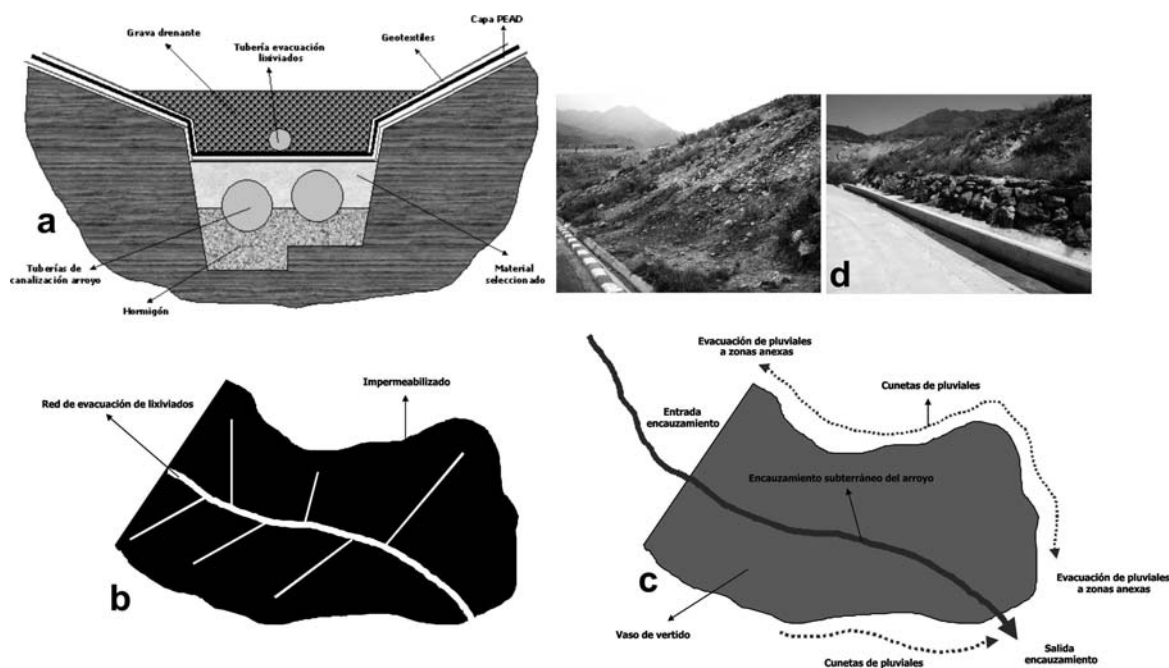 Capa PEAD
Grava drenante
Tubería evacuación
lixiviados
Geotextiles
a
Tuberías de
canalización arroyo
Hormigón
Material
seleccionado
d
Red de evacuación de lixiviados
Impermeabilizado
b
Evacuación de pluviales
a zonas anexas
Cunetas de pluviales
Entrada
encauzamiento
Encauzamiento subterráneo del arroyo
c
Evacuación de pluviales
a zonas anexas
Vaso de vertido
Salida
encauzamiento
Cunetas de pluviales